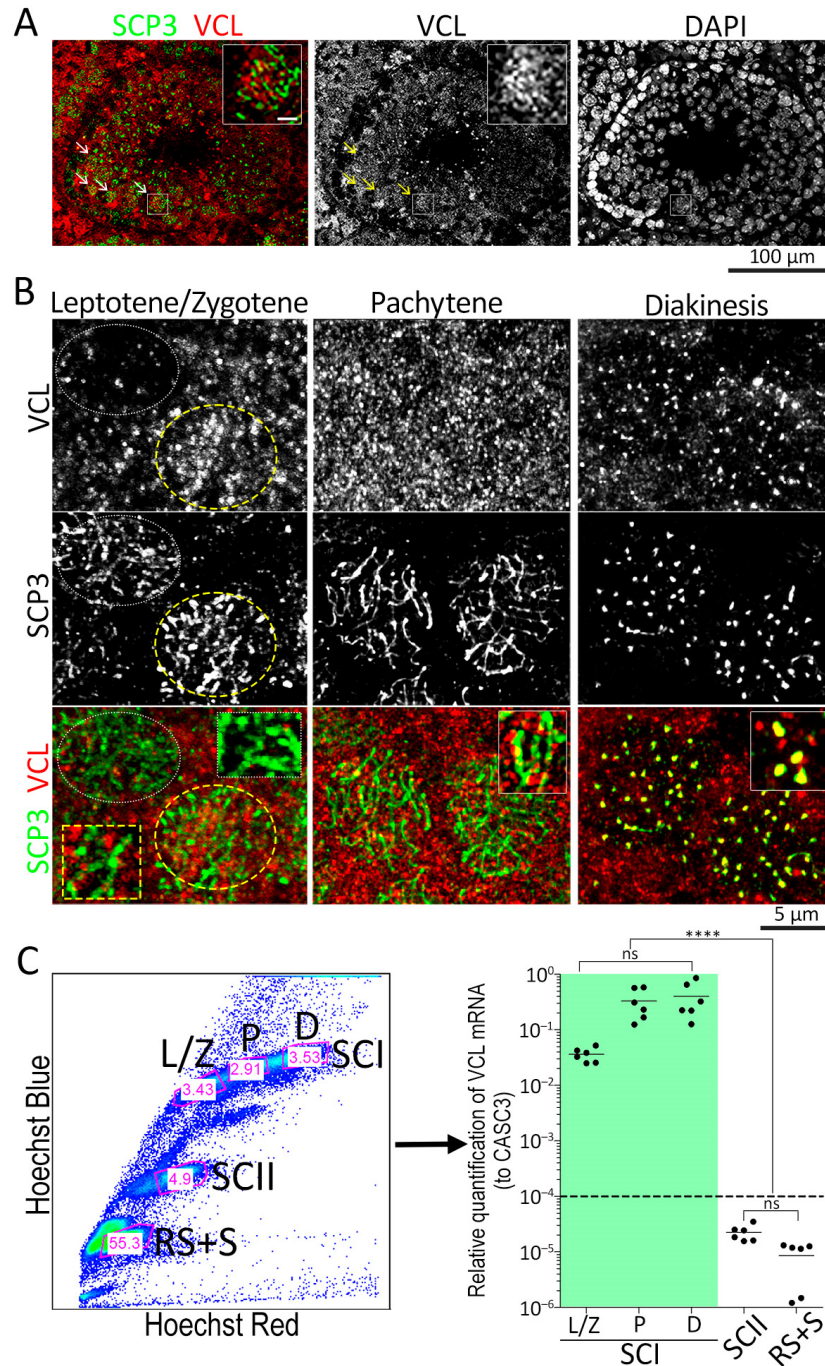 A
SCP3 VCL
VCL
DAPI
100 µm
B
Leptotene/Zygotene
Pachytene
Diakinesis
VCL
SCP3
SCP3 VCL
5 µm
C
Hoechst Blue
L/Z
P
D
SCI
3.43
2.91
3.53
SCII
4.9
RS+S
55.3
Hoechst Red
Relative quantification of VCL mRNA
(to CASC3)
****
ns
ns
10⁰
10⁻¹
10⁻²
10⁻³
10⁻⁴
10⁻⁵
10⁻⁶
L/Z
P
D
SCI
SCII
RS+S